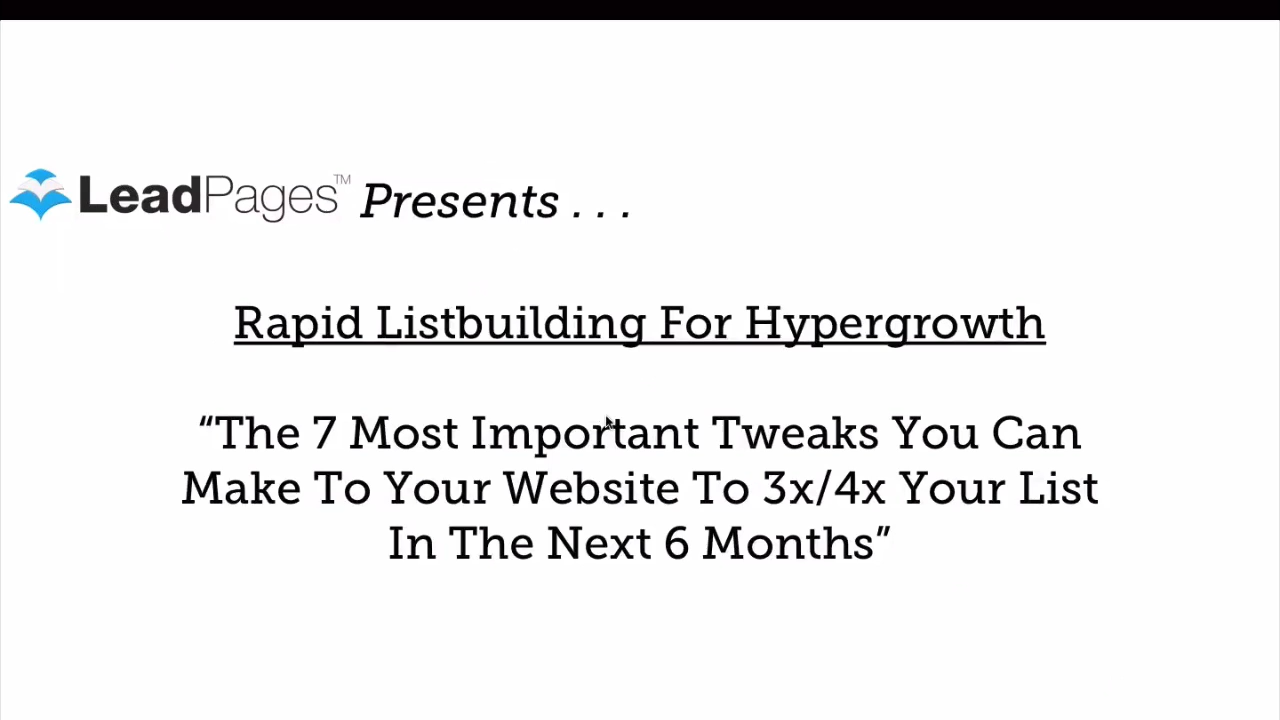 LeadPages™ Presents . . .
Rapid Listbuilding For Hypergrowth
“The 7 Most Important Tweaks You Can
Make To Your Website To 3x/4x Your List
In The Next 6 Months”